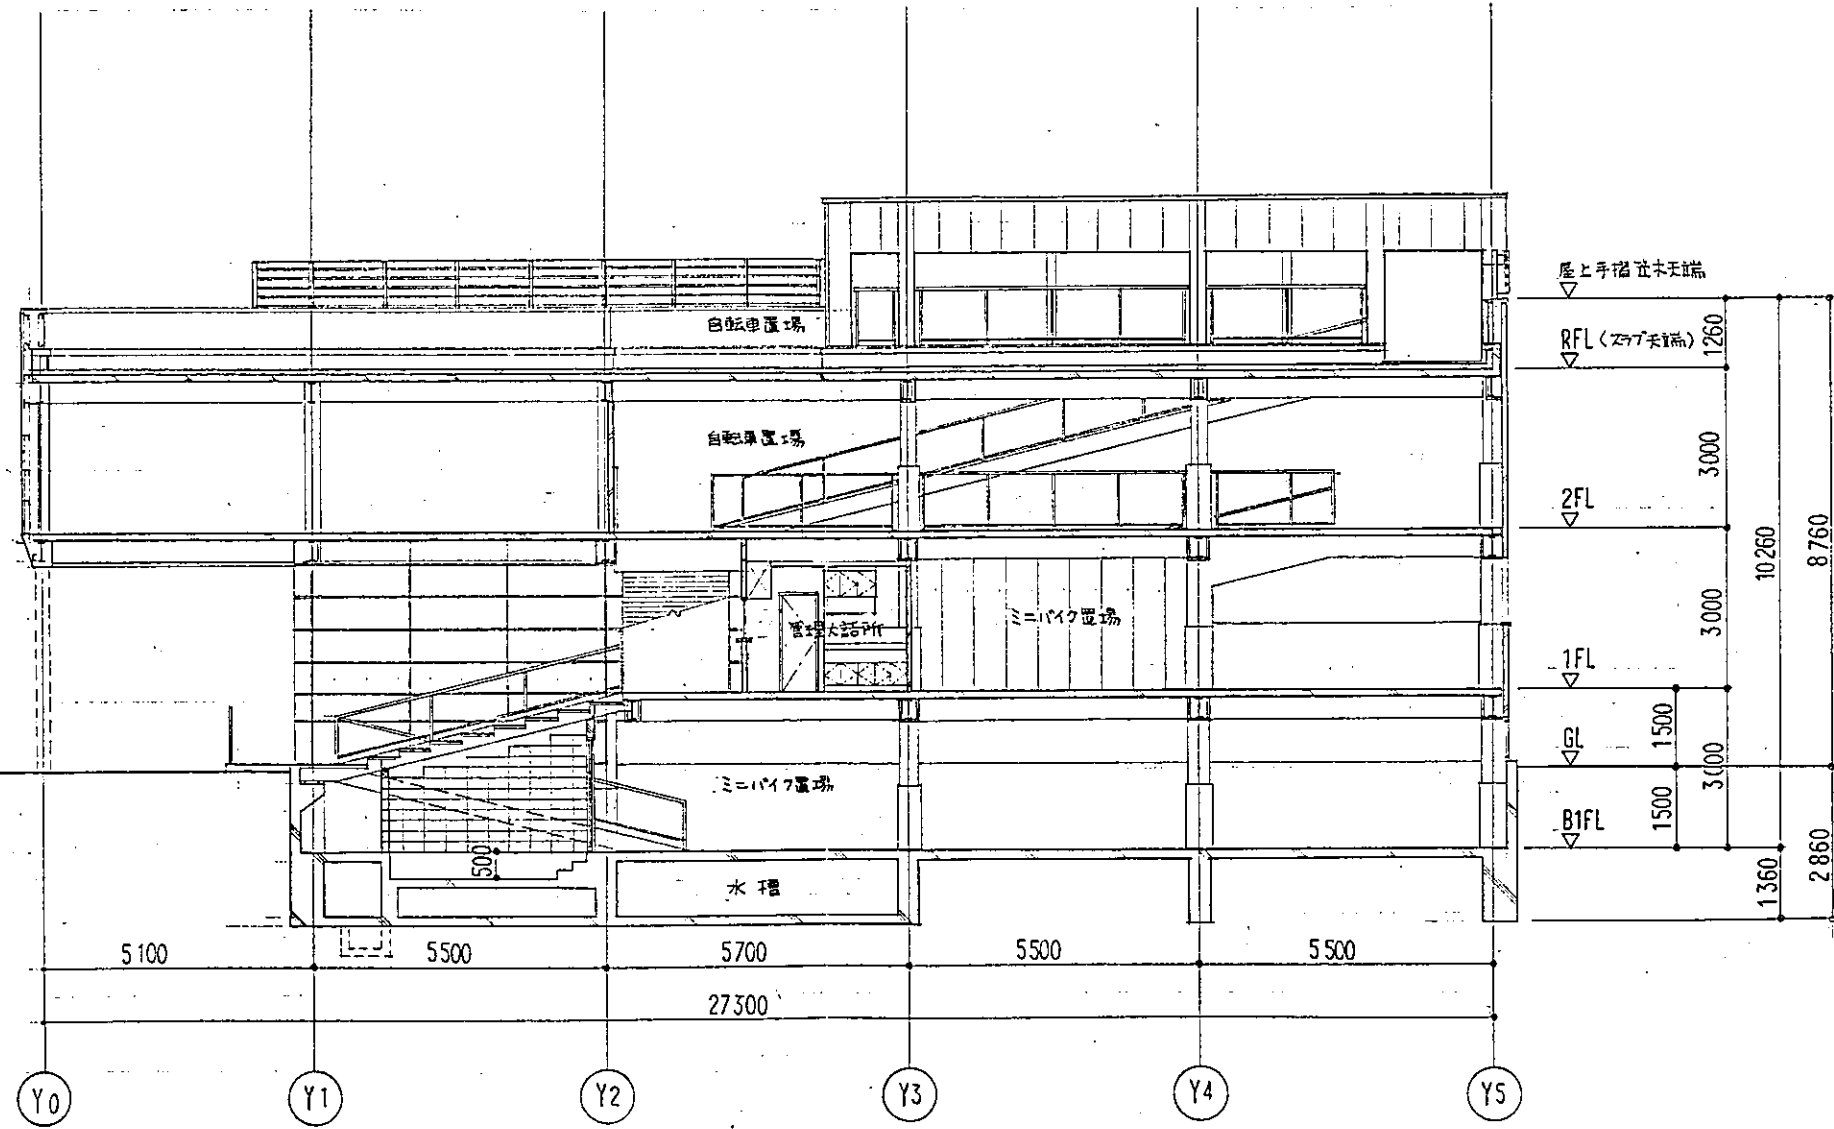 自転車置場
屋上手摺笠木天端
RFL(スラブ天端)
1260
自転車置場
3000
2FL
10260
8760
ミニバイク置場
管理人詰所
3000
1FL
1500
GL
3000
ミニバイク置場
1500
B1FL
500
水槽
1360
2860
5100
5500
5700
5500
5500
27300
Y0
Y1
Y2
Y3
Y4
Y5